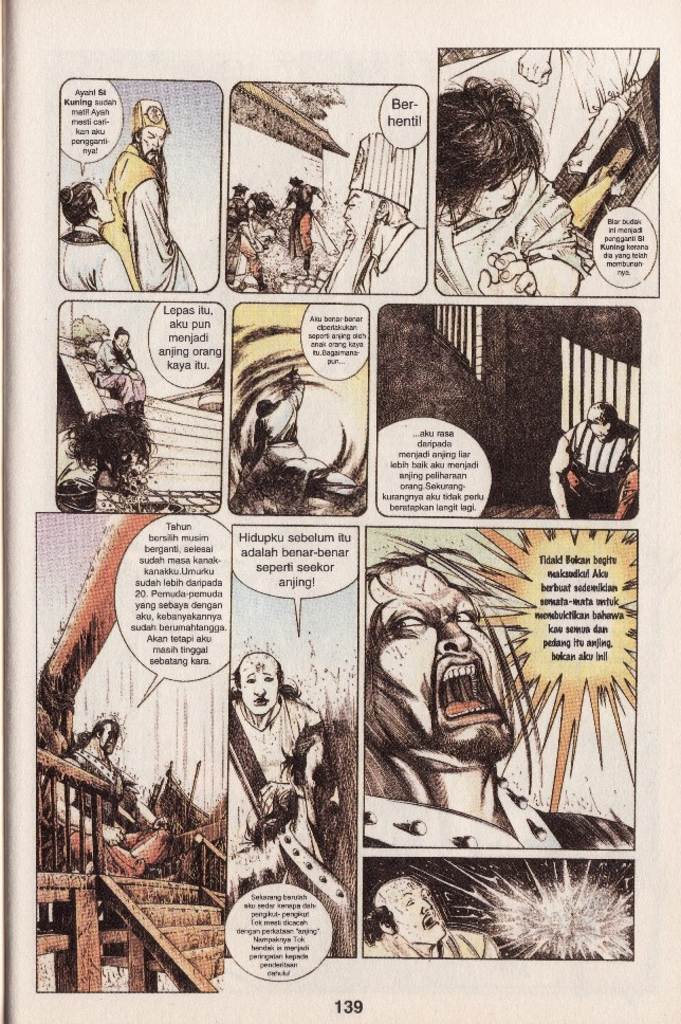 Ayah! Si
Kuning sudah
mati! Ayah
mesti cari-
kan aku
pengganti-
nya!
Ber-
henti!
Biar budak
ini menjadi
pengganti Si
Kuning kerana
dia yang telah
membunuh-
nya.
Lepas itu,
aku pun
menjadi
anjing orang
kaya itu.
Aku benar-benar
diperlakukan
seperti anjing oleh
anak orang kaya
itu.Bagaimana-
pun...
...aku rasa
daripada
menjadi anjing liar
lebih baik aku menjadi
anjing peliharaan
orang.Sekurang-
kurangnya aku tidak perlu
beratapkan langit lagi.
Tahun
bersilih musim
berganti, selesai
sudah masa kanak-
kanakku.Umurku
sudah lebih daripada
20. Pemuda-pemuda
yang sebaya dengan
aku, kebanyakannya
sudah berumahtangga.
Akan tetapi aku
masih tinggal
sebatang kara.
Hidupku sebelum itu
adalah benar-benar
seperti seekor
anjing!
Sekarang barulah
aku sedar kenapa dah-
pengikut- pengikut
Tok mesti dicacah
dengan perkataan "anjing".
Nampaknya Tok
hendak ia menjadi
peringatan kepada
penderitaan
dahulu!
Tidak! Bukan begitu
maksudku! Aku
berbuat sedemikian
semata-mata untuk
membuktikan bahawa
kau semua dan
pedang itu anjing,
bukan aku ini!
139